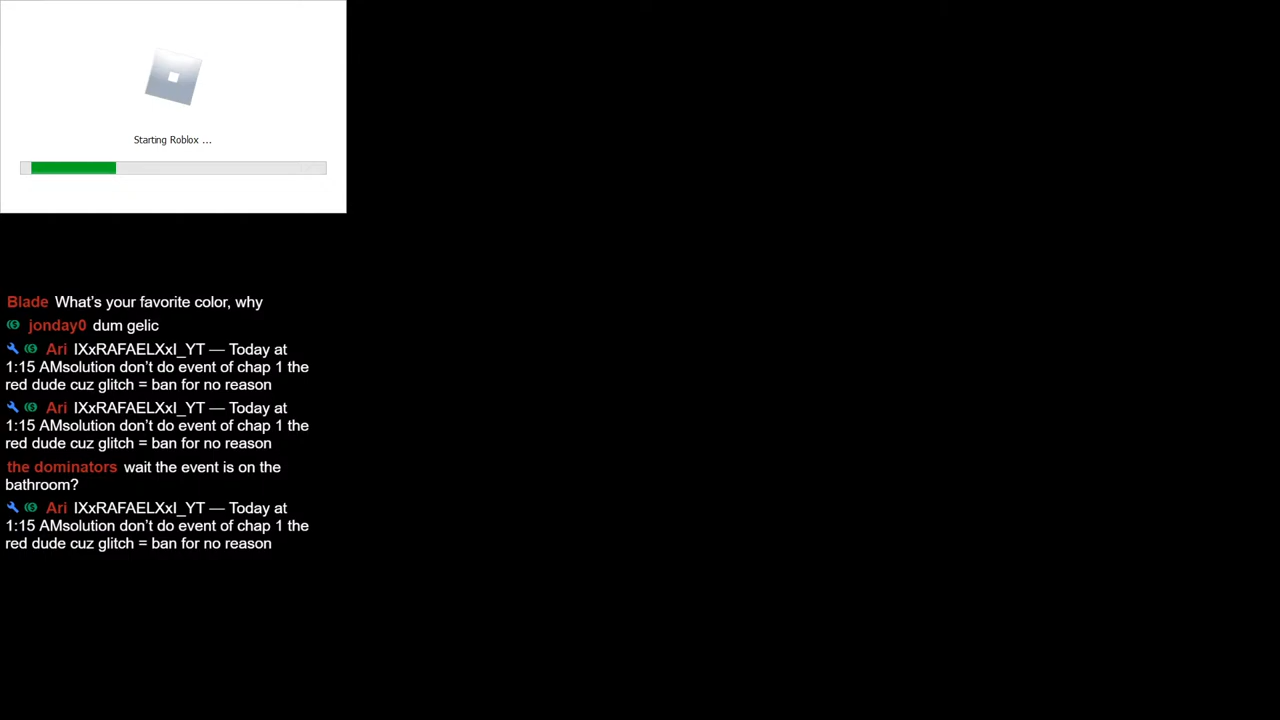 Starting Roblox ...
Blade What's your favorite color, why
jonday0 dum gelic
Ari IXxRAFAELXxI_YT — Today at
1:15 AMsolution don't do event of chap 1 the
red dude cuz glitch = ban for no reason
Ari IXxRAFAELXxI_YT — Today at
1:15 AMsolution don't do event of chap 1 the
red dude cuz glitch = ban for no reason
the dominators wait the event is on the
bathroom?
Ari IXxRAFAELXxI_YT — Today at
1:15 AMsolution don't do event of chap 1 the
red dude cuz glitch = ban for no reason